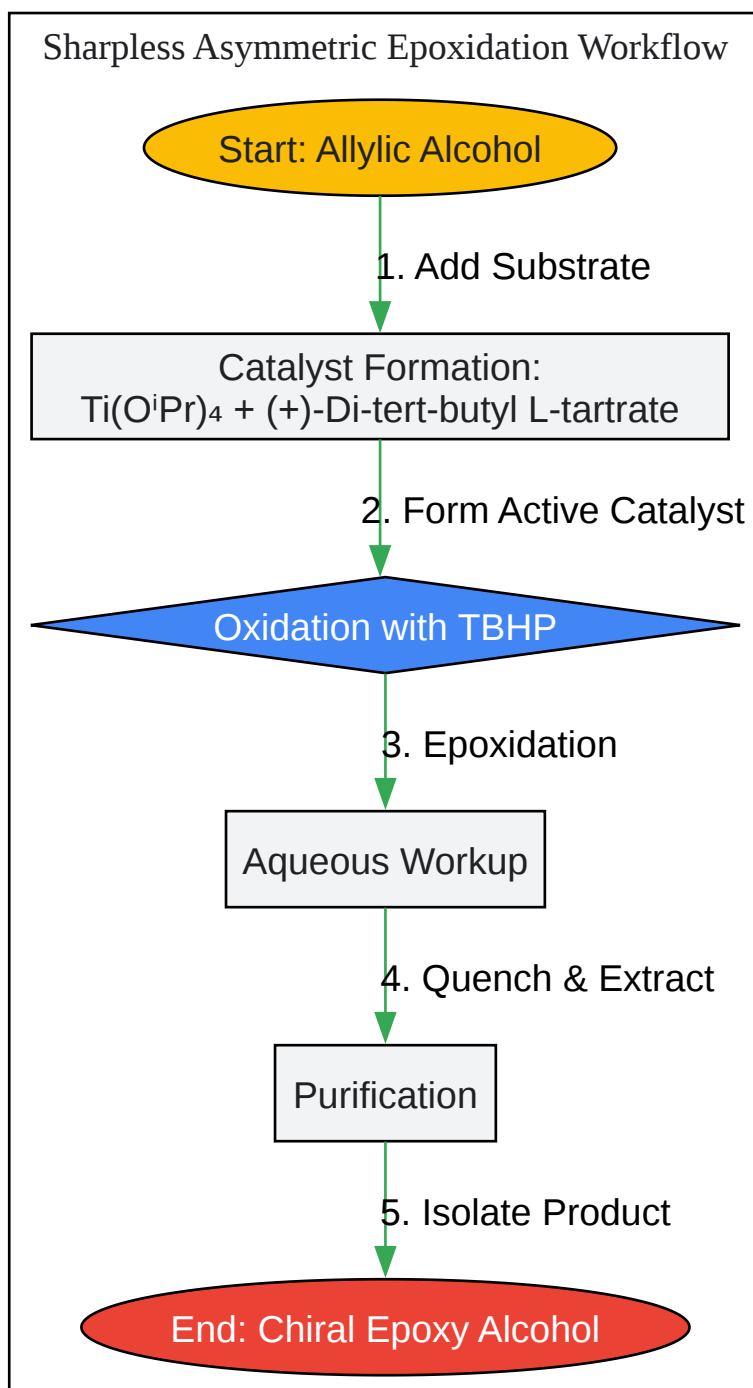 Sharpless Asymmetric Epoxidation Workflow
Start: Allylic Alcohol
1. Add Substrate
Catalyst Formation:
Ti(OⁱPr)₄ + (+)-Di-tert-butyl L-tartrate
2. Form Active Catalyst
Oxidation with TBHP
3. Epoxidation
Aqueous Workup
4. Quench & Extract
Purification
5. Isolate Product
End: Chiral Epoxy Alcohol